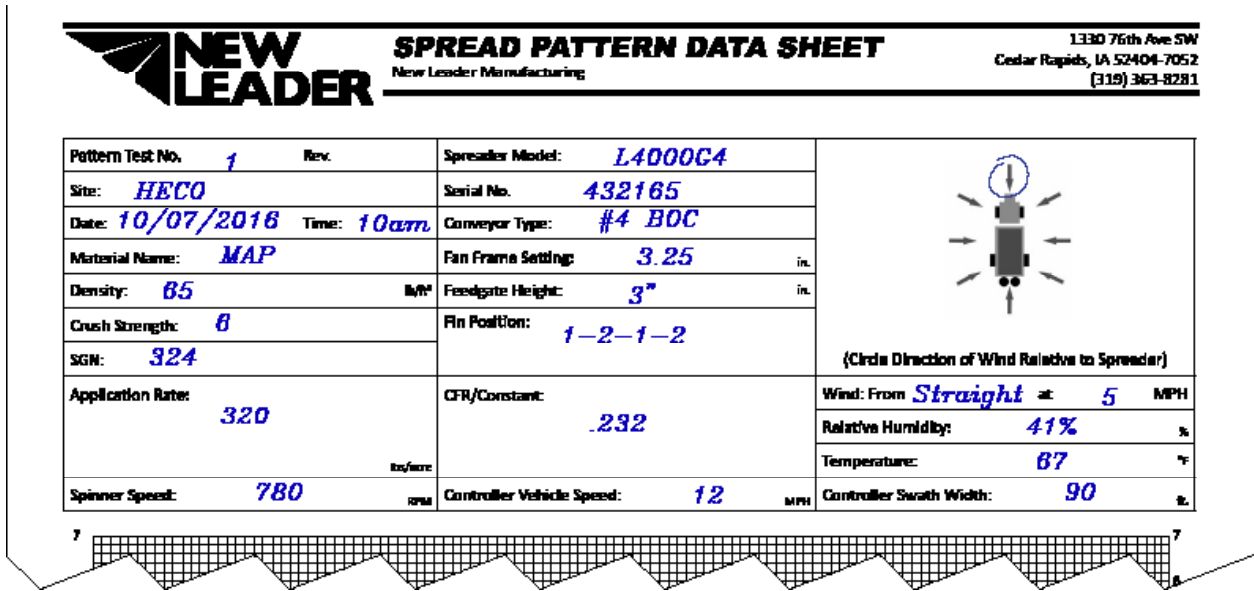 NEW LEADER
SPREAD PATTERN DATA SHEET
New Leader Manufacturing
1330 76th Ave SW
Cedar Rapids, IA 52404-7052
(319) 363-8281
Pattern Test No. 1 Rev.
Spreader Model: L4000G4
Site: HECO
Serial No. 432165
Date: 10/07/2016 Time: 10am
Conveyor Type: #4 BOC
Material Name: MAP
Fan Frame Setting: 3.25 in.
Density: 65 lb/ft³
Feedgate Height: 3" in.
Crush Strength: 6
Fin Position: 1-2-1-2
SGN: 324
(Circle Direction of Wind Relative to Spreader)
Application Rate: 320 lbs/acre
CFR/Constant: .232
Wind: From Straight at 5 MPH
Relative Humidity: 41% %
Temperature: 67 °F
Spinner Speed: 780 RPM
Controller Vehicle Speed: 12 MPH
Controller Swath Width: 90 ft.
7 7
6